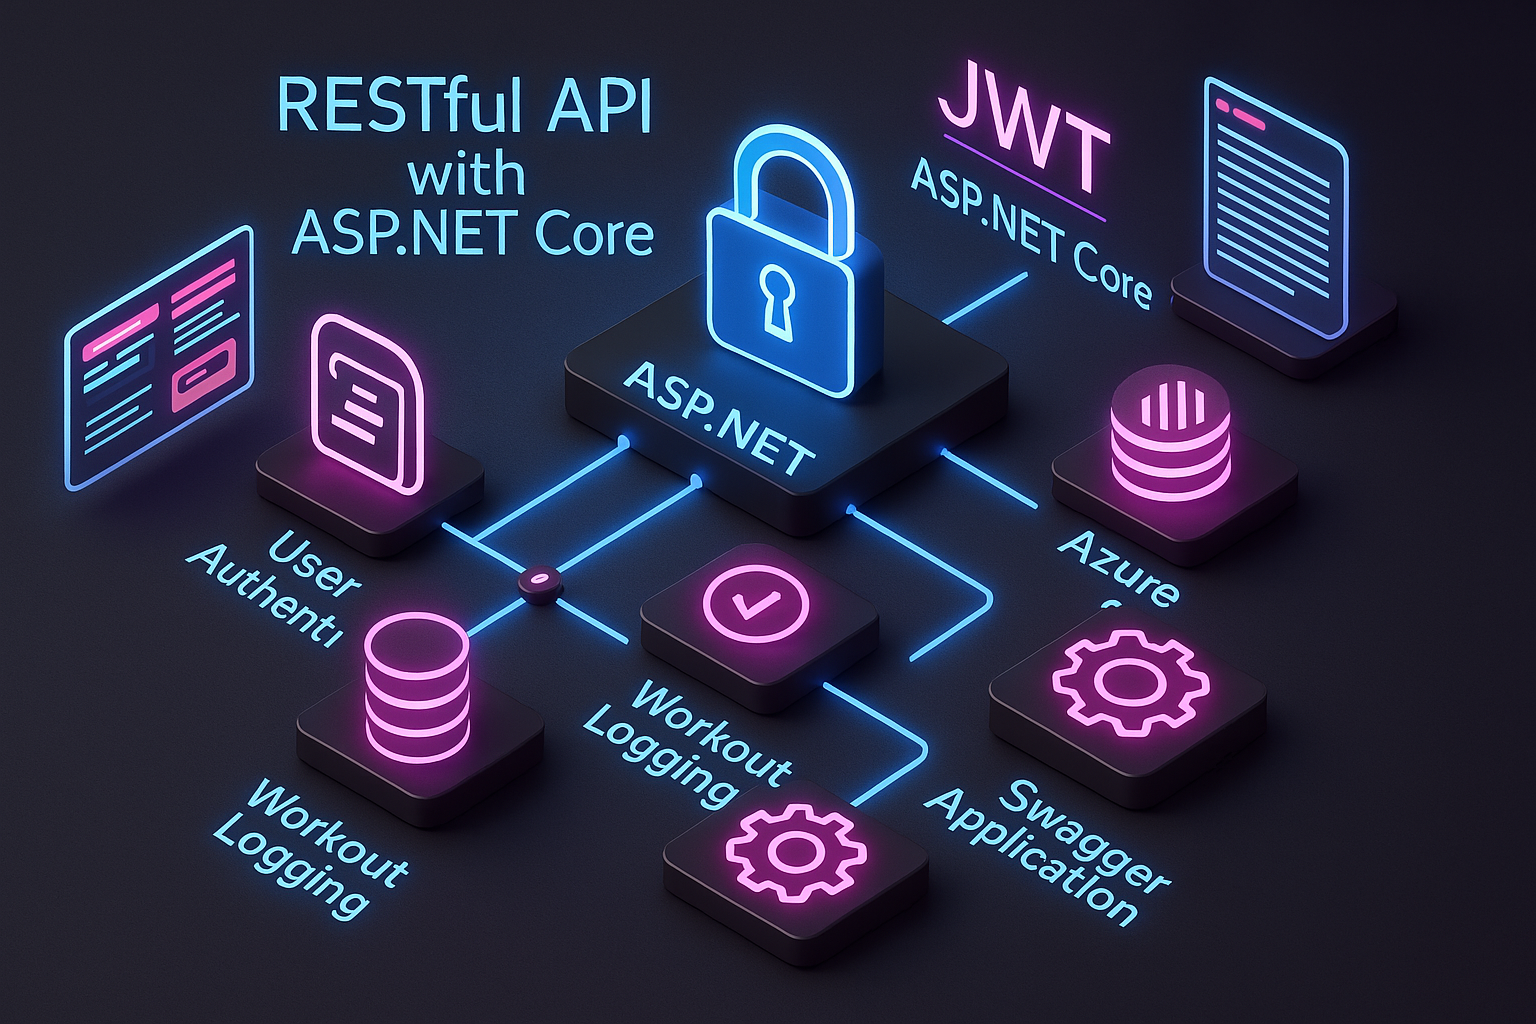 RESTful API
with
ASP.NET Core
JWT
ASP.NET Core
ASP.NET
User
Authenti
Azure
Workout
Logging
Workout
Logging
Swagger
Application